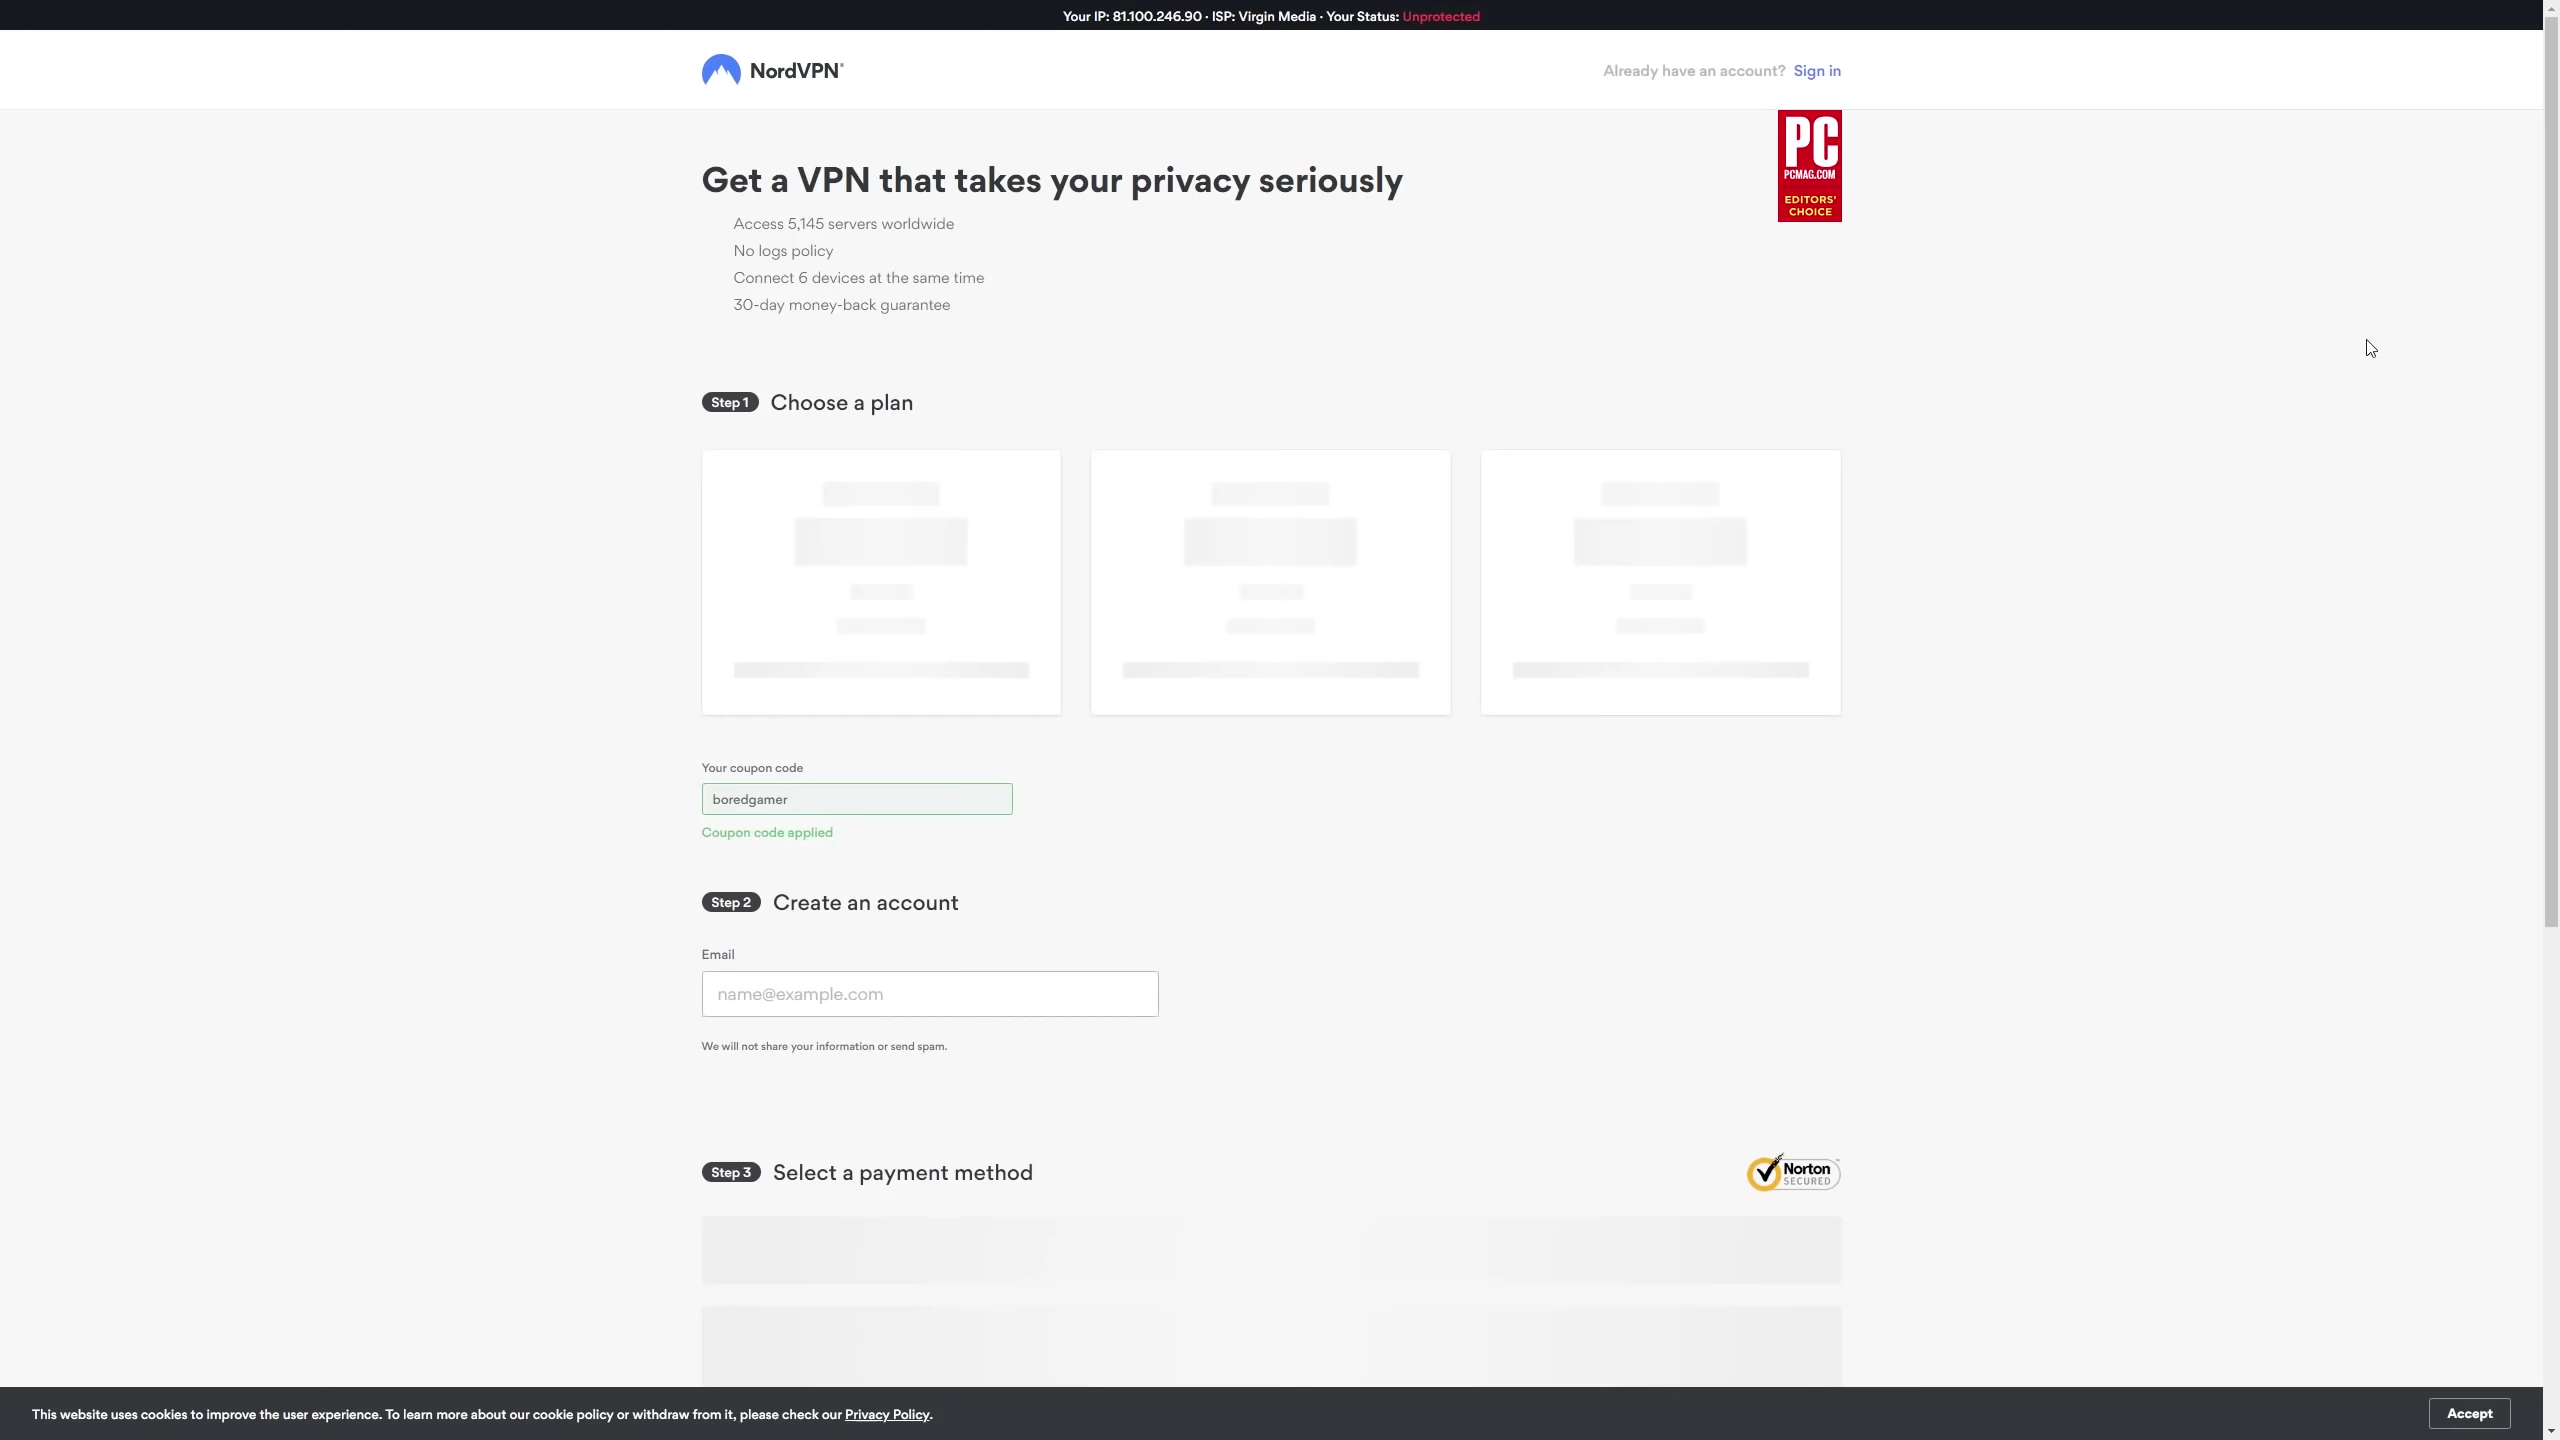 Your IP: 81.100.246.90 · ISP: Virgin Media · Your Status: Unprotected
NordVPN®
Already have an account? Sign in
PC
PCMAG.COM
EDITORS'
CHOICE
Get a VPN that takes your privacy seriously
Access 5,145 servers worldwide
No logs policy
Connect 6 devices at the same time
30-day money-back guarantee
Step 1 Choose a plan
Your coupon code
boredgamer
Coupon code applied
Step 2 Create an account
Email
name@example.com
We will not share your information or send spam.
Step 3 Select a payment method
Norton
SECURED
This website uses cookies to improve the user experience. To learn more about our cookie policy or withdraw from it, please check our Privacy Policy.
Accept